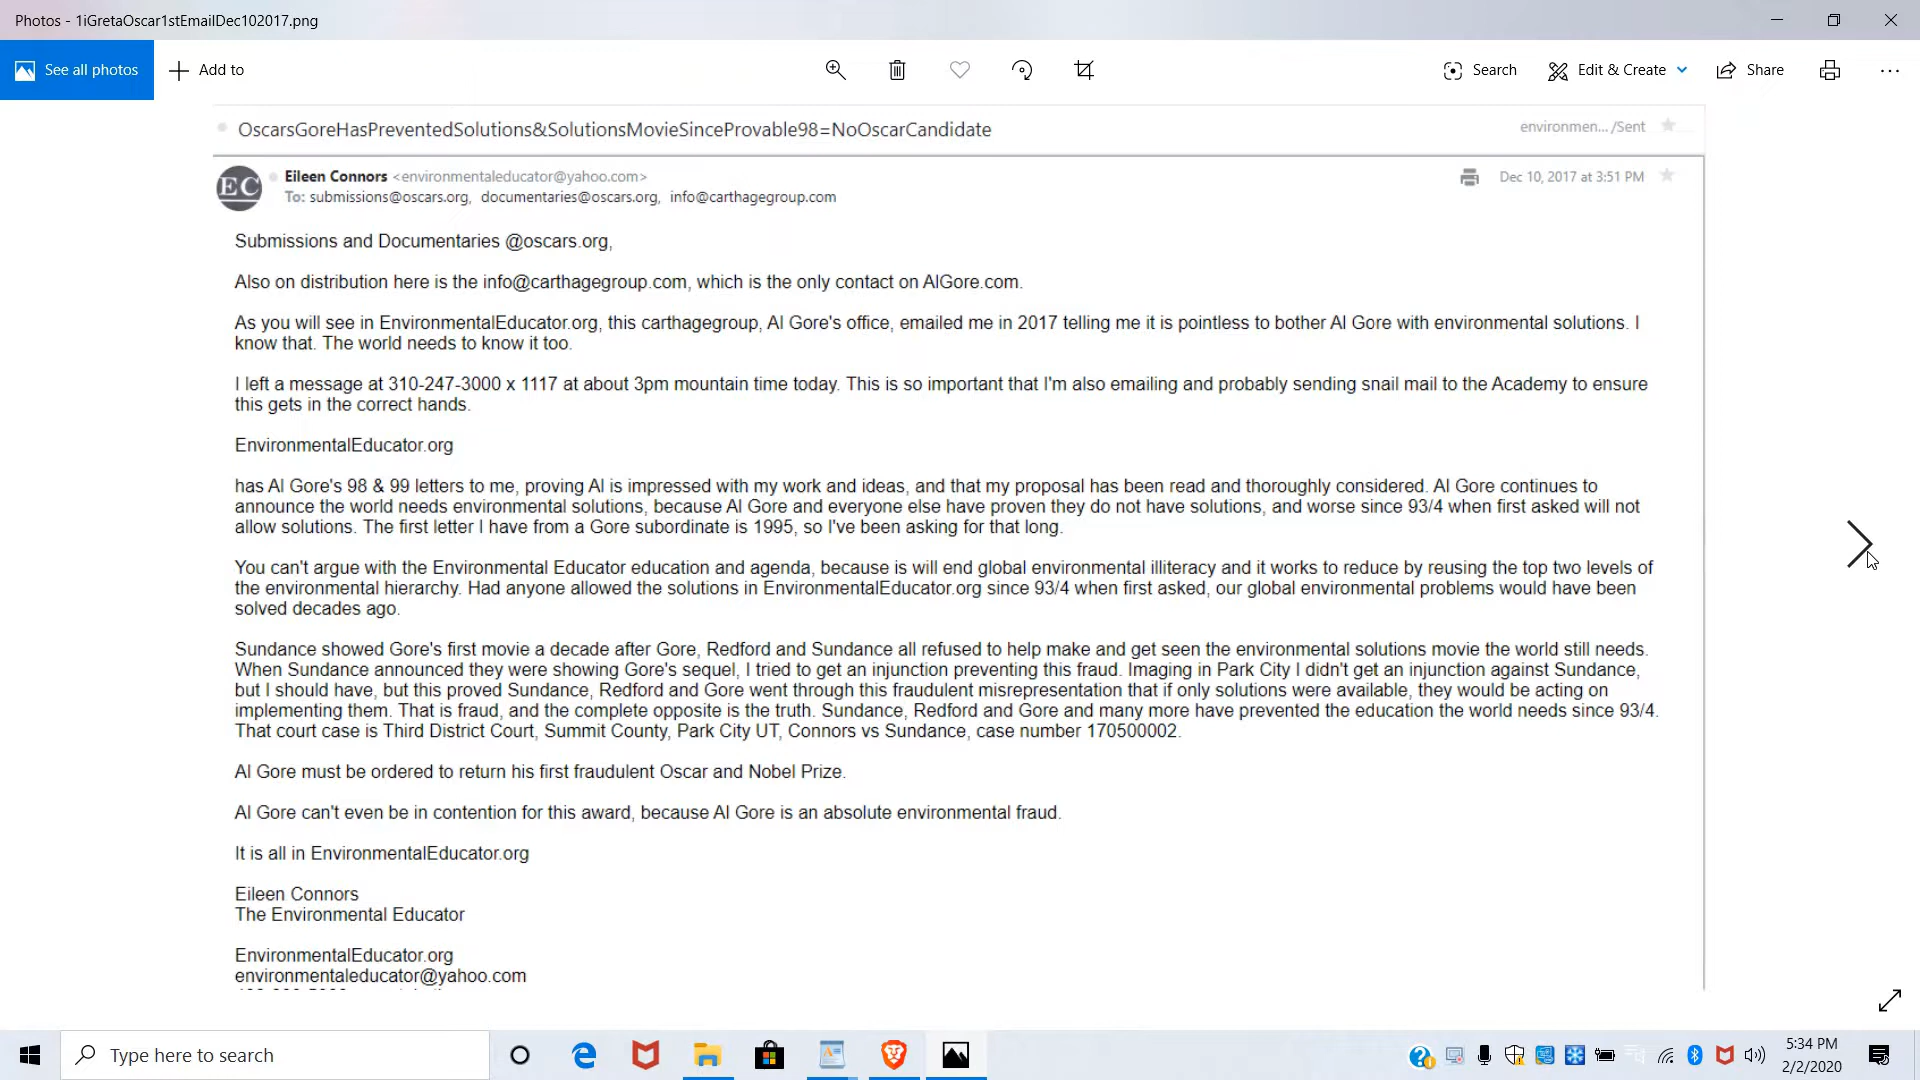 Photos - 1iGretaOscar1stEmailDec102017.png
See all photos
Add to
Search
Edit & Create
Share
OscarsGoreHasPreventedSolutions&SolutionsMovieSinceProvable98=NoOscarCandidate
environmen... /Sent
EC
Eileen Connors <environmentaleducator@yahoo.com>
Dec 10, 2017 at 3:51 PM
To: submissions@oscars.org, documentaries@oscars.org, info@carthagegroup.com
Submissions and Documentaries @oscars.org,
Also on distribution here is the info@carthagegroup.com, which is the only contact on AlGore.com.
As you will see in EnvironmentalEducator.org, this carthagegroup, Al Gore's office, emailed me in 2017 telling me it is pointless to bother Al Gore with environmental solutions. I
know that. The world needs to know it too.
I left a message at 310-247-3000 x 1117 at about 3pm mountain time today. This is so important that I'm also emailing and probably sending snail mail to the Academy to ensure
this gets in the correct hands.
EnvironmentalEducator.org
has Al Gore's 98 & 99 letters to me, proving Al is impressed with my work and ideas, and that my proposal has been read and thoroughly considered. Al Gore continues to
announce the world needs environmental solutions, because Al Gore and everyone else have proven they do not have solutions, and worse since 93/4 when first asked will not
allow solutions. The first letter I have from a Gore subordinate is 1995, so I've been asking for that long.
You can't argue with the Environmental Educator education and agenda, because is will end global environmental illiteracy and it works to reduce by reusing the top two levels of
the environmental hierarchy. Had anyone allowed the solutions in EnvironmentalEducator.org since 93/4 when first asked, our global environmental problems would have been
solved decades ago.
Sundance showed Gore's first movie a decade after Gore, Redford and Sundance all refused to help make and get seen the environmental solutions movie the world still needs.
When Sundance announced they were showing Gore's sequel, I tried to get an injunction preventing this fraud. Imaging in Park City I didn't get an injunction against Sundance,
but I should have, but this proved Sundance, Redford and Gore went through this fraudulent misrepresentation that if only solutions were available, they would be acting on
implementing them. That is fraud, and the complete opposite is the truth. Sundance, Redford and Gore and many more have prevented the education the world needs since 93/4.
That court case is Third District Court, Summit County, Park City UT, Connors vs Sundance, case number 170500002.
Al Gore must be ordered to return his first fraudulent Oscar and Nobel Prize.
Al Gore can't even be in contention for this award, because Al Gore is an absolute environmental fraud.
It is all in EnvironmentalEducator.org
Eileen Connors
The Environmental Educator
EnvironmentalEducator.org
environmentaleducator@yahoo.com
Type here to search
5:34 PM
2/2/2020